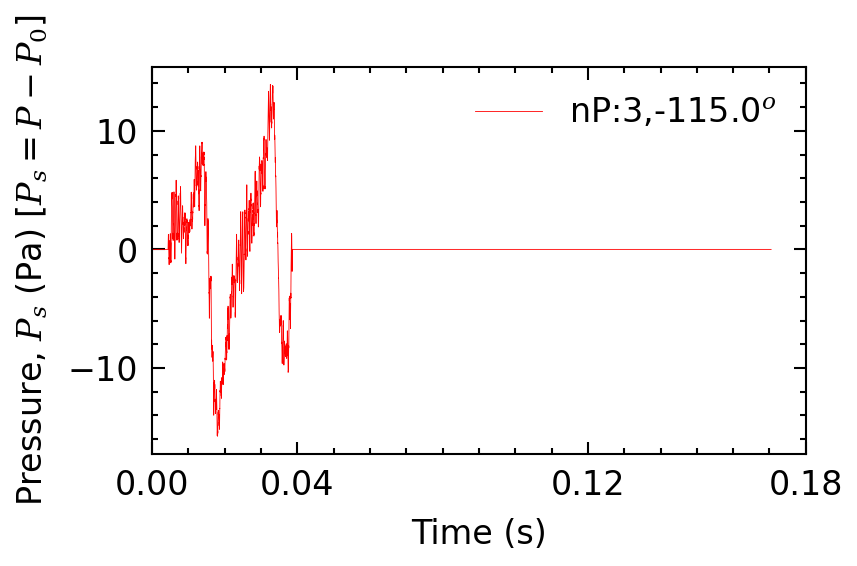 Pressure, P_s (Pa) [P_s = P − P_0]
10
0
−10
nP:3,-115.0^o
0.00 0.04 0.12 0.18
Time (s)